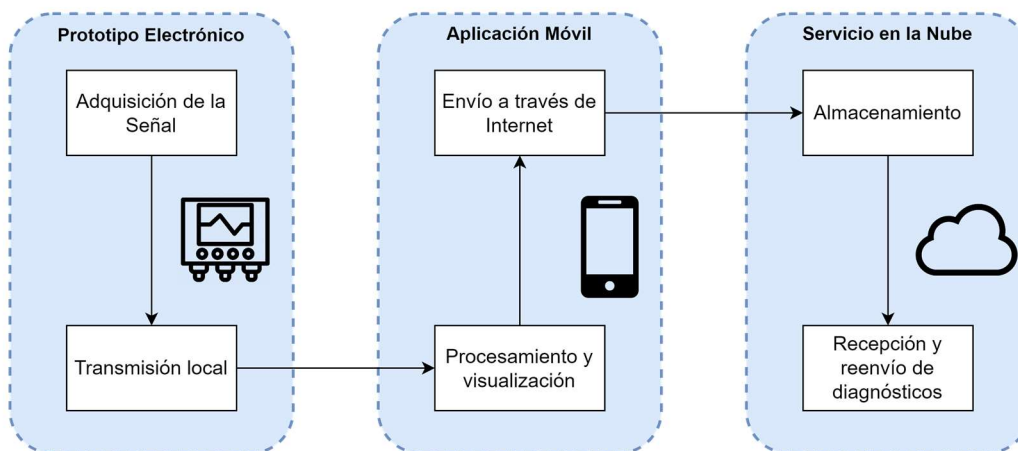 Prototipo Electrónico
Adquisición de la
Señal
Transmisión local
Aplicación Móvil
Envío a través de
Internet
Procesamiento y
visualización
Servicio en la Nube
Almacenamiento
Recepción y
reenvío de
diagnósticos